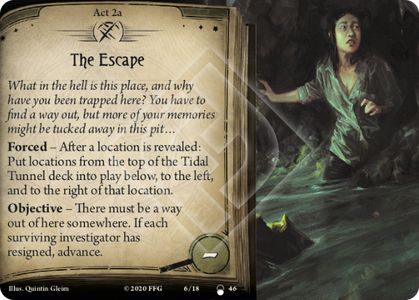 Act 2a
The Escape
What in the hell is this place, and why
have you been trapped here? You have to
find a way out, but more of your memories
might be tucked away in this pit…
Forced – After a location is revealed:
Put locations from the top of the Tidal
Tunnel deck into play below, to the left,
and to the right of that location.
Objective – There must be a way
out of here somewhere. If each
surviving investigator has
resigned, advance.
–
Illus. Quintin Gleim
© 2020 FFG
6/18
46